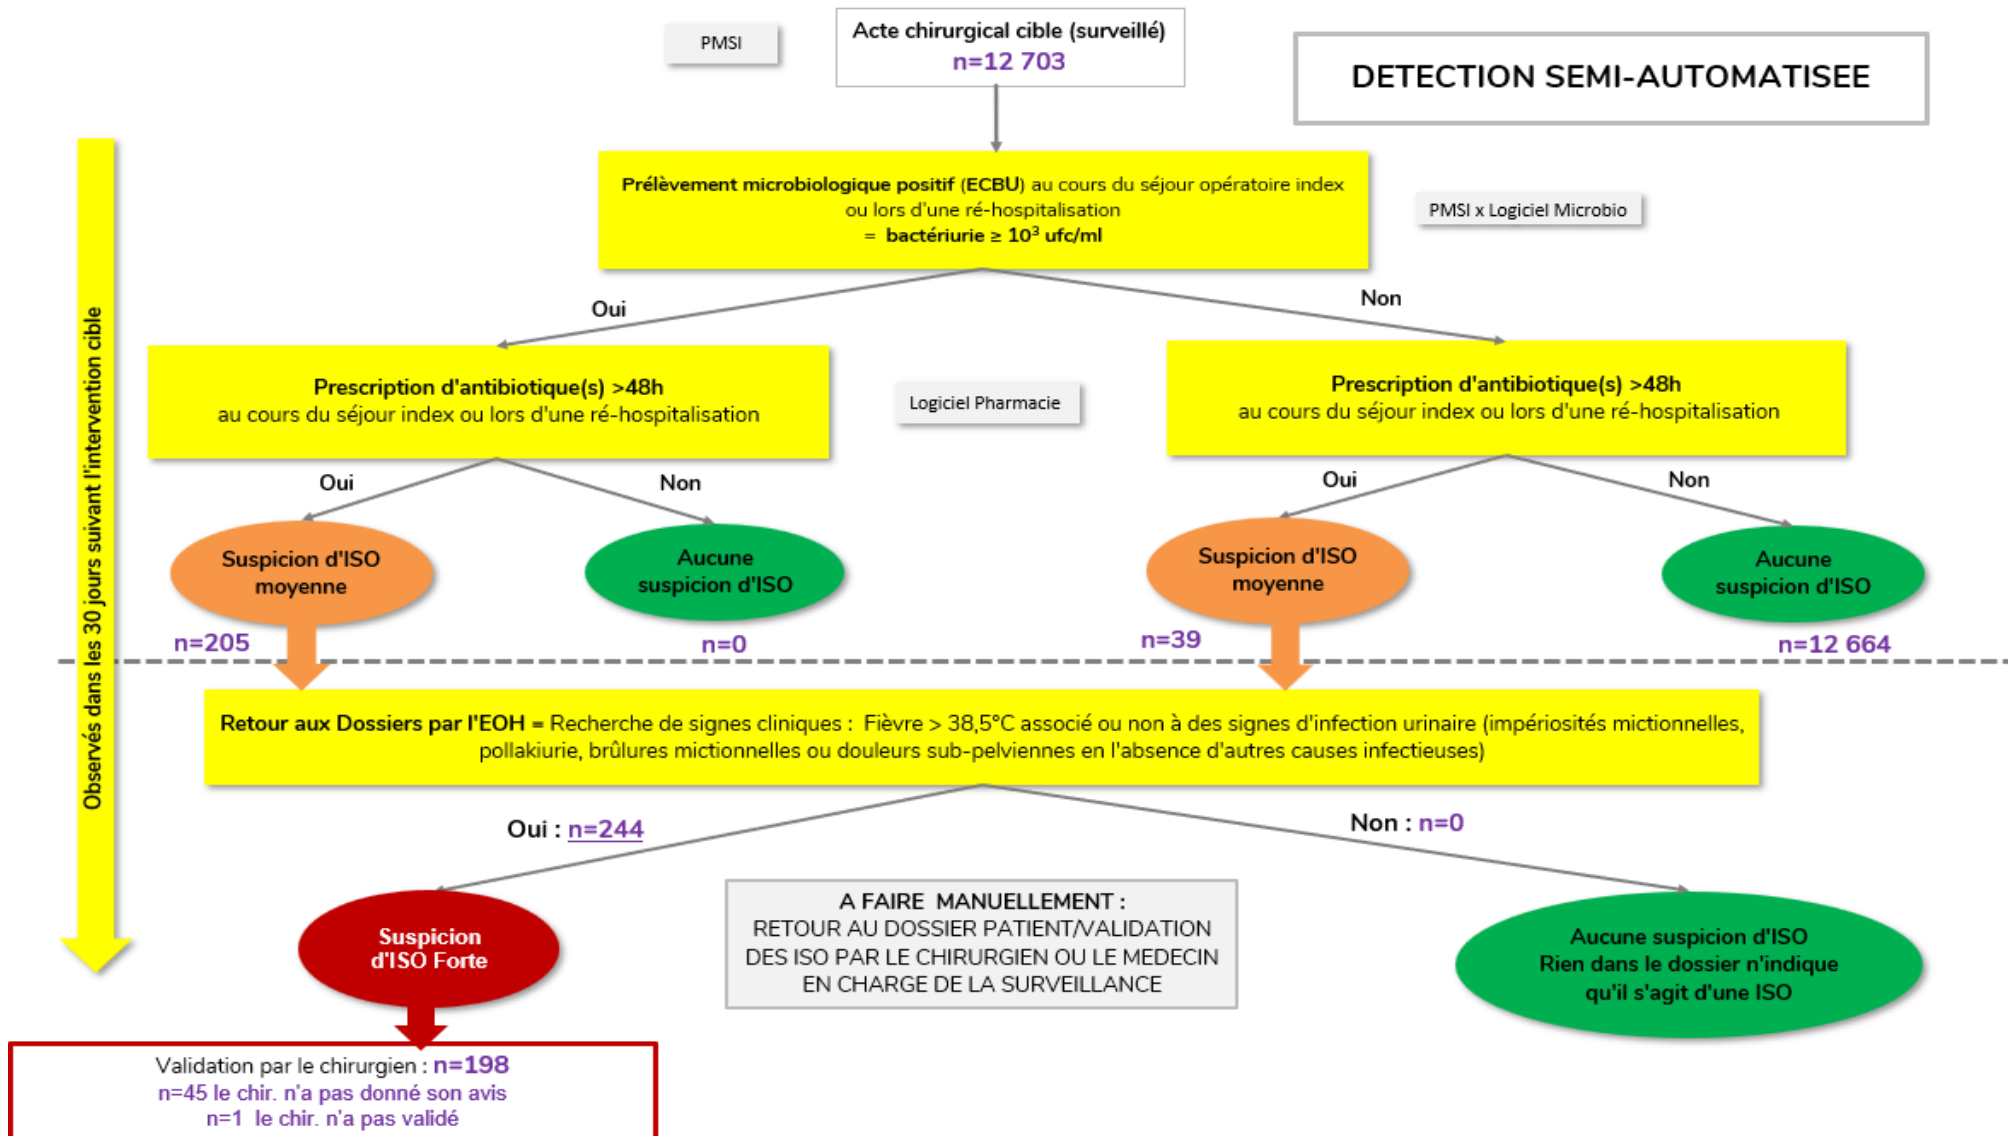 PMSI
Acte chirurgical cible (surveillé)
n=12 703
DETECTION SEMI-AUTOMATISEE
Prélèvement microbiologique positif (ECBU) au cours du séjour opératoire index
ou lors d'une ré-hospitalisation
= bactériurie ≥ 10³ ufc/ml
PMSI x Logiciel Microbio
Oui
Non
Observés dans les 30 jours suivant l'intervention cible
Prescription d'antibiotique(s) >48h
au cours du séjour index ou lors d'une ré-hospitalisation
Logiciel Pharmacie
Prescription d'antibiotique(s) >48h
au cours du séjour index ou lors d'une ré-hospitalisation
Oui
Non
Oui
Non
Suspicion d'ISO
moyenne
Aucune
suspicion d'ISO
Suspicion d'ISO
moyenne
Aucune
suspicion d'ISO
n=205
n=0
n=39
n=12 664
Retour aux Dossiers par l'EOH = Recherche de signes cliniques : Fièvre > 38,5°C associé ou non à des signes d'infection urinaire (impériosités mictionnelles,
pollakiurie, brûlures mictionnelles ou douleurs sub-pelviennes en l'absence d'autres causes infectieuses)
Oui : n=244
Non : n=0
Suspicion
d'ISO Forte
A FAIRE MANUELLEMENT :
RETOUR AU DOSSIER PATIENT/VALIDATION
DES ISO PAR LE CHIRURGIEN OU LE MEDECIN
EN CHARGE DE LA SURVEILLANCE
Aucune suspicion d'ISO
Rien dans le dossier n'indique
qu'il s'agit d'une ISO
Validation par le chirurgien : n=198
n=45 le chir. n'a pas donné son avis
n=1 le chir. n'a pas validé